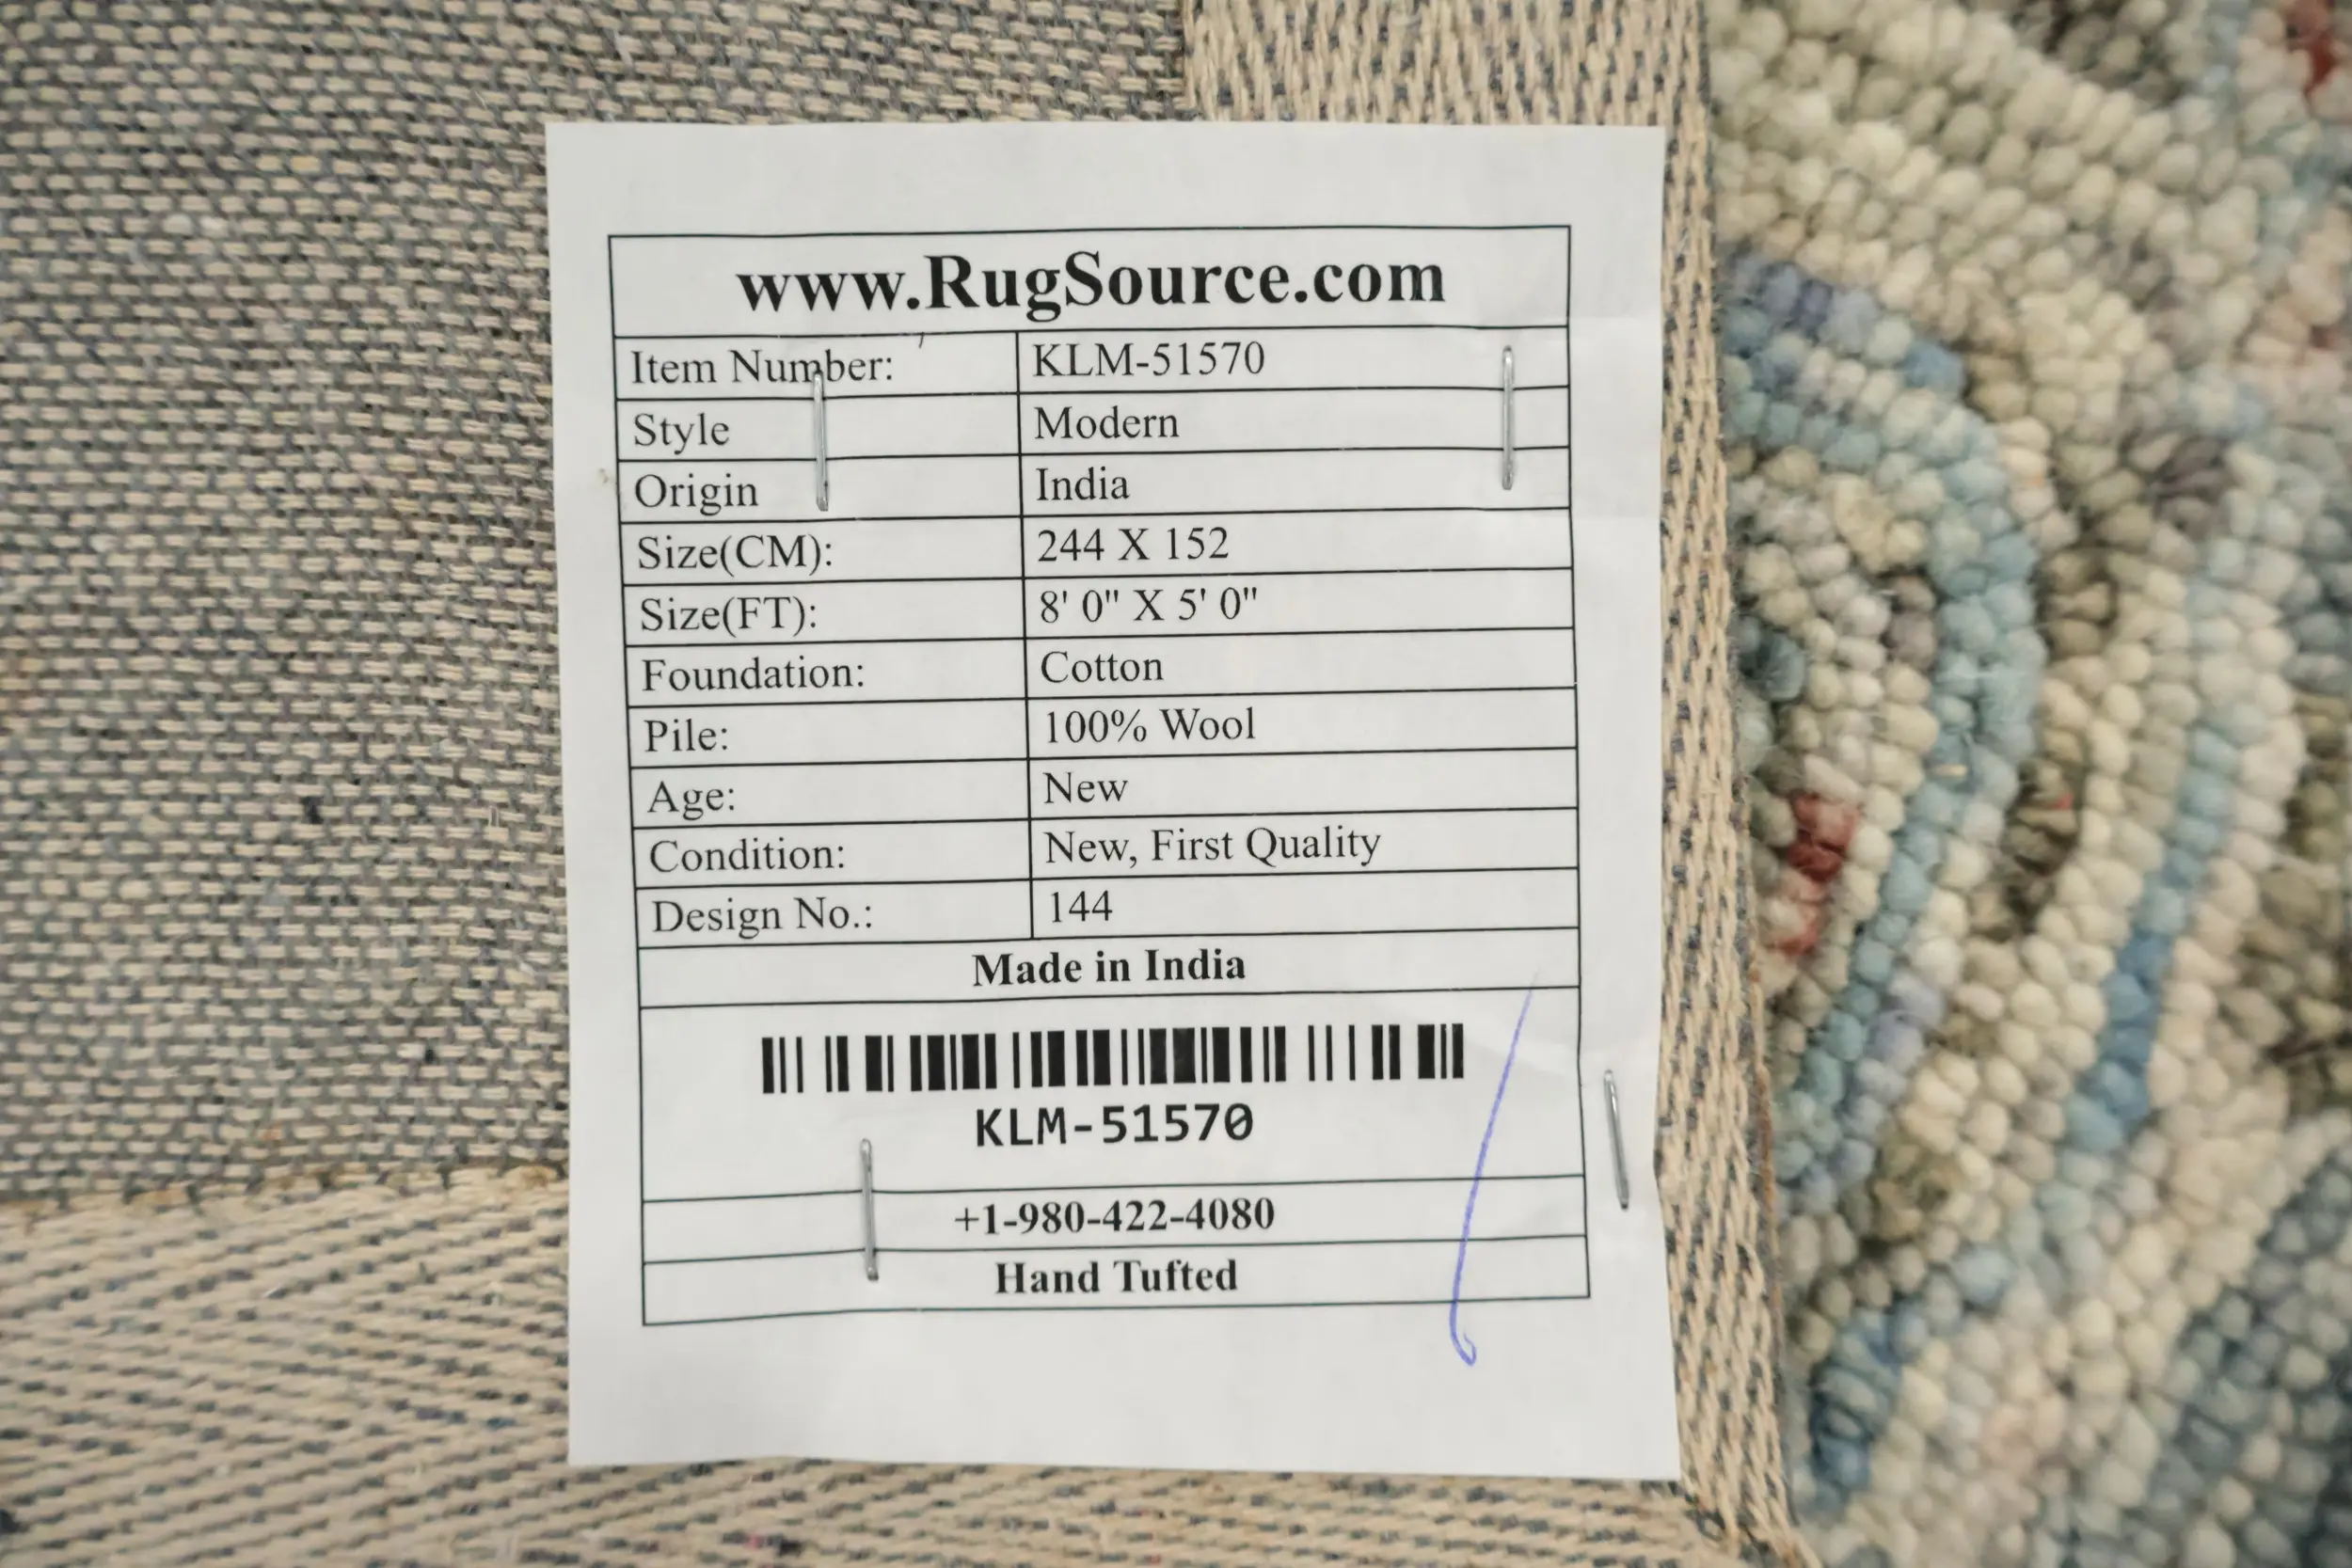 www.RugSource.com
Item Number: KLM-51570
Style Modern
Origin India
Size(CM): 244 X 152
Size(FT): 8' 0" X 5' 0"
Foundation: Cotton
Pile: 100% Wool
Age: New
Condition: New, First Quality
Design No.: 144
Made in India
KLM-51570
+1-980-422-4080
Hand Tufted